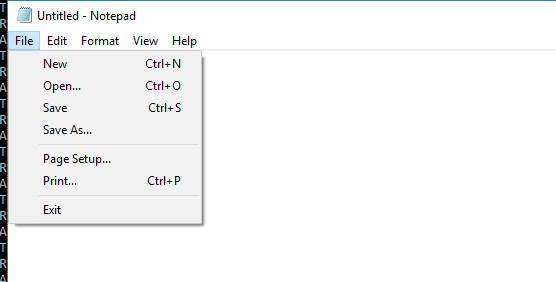 Untitled - Notepad
File Edit Format View Help
New Ctrl+N
Open... Ctrl+O
Save Ctrl+S
Save As...
Page Setup...
Print... Ctrl+P
Exit
T
R
A
T
R
A
T
R
A
T
R
A
T
R
A
T
R
A